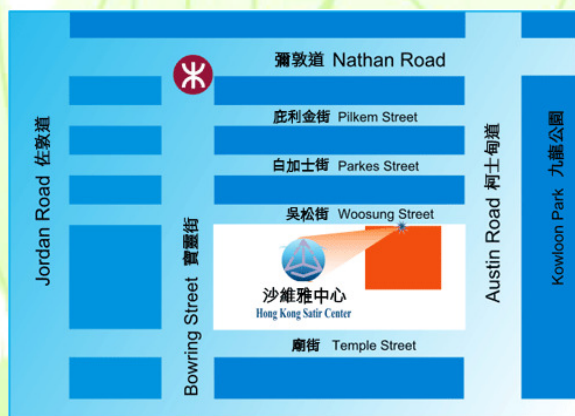 彌敦道 Nathan Road
庇利金街 Pilkem Street
白加士街 Parkes Street
吳松街 Woosung Street
沙維雅中心
Hong Kong Satir Center
廟街 Temple Street
Jordan Road 佐敦道
Bowring Street 寶靈街
Austin Road 柯士甸道
Kowloon Park 九龍公園